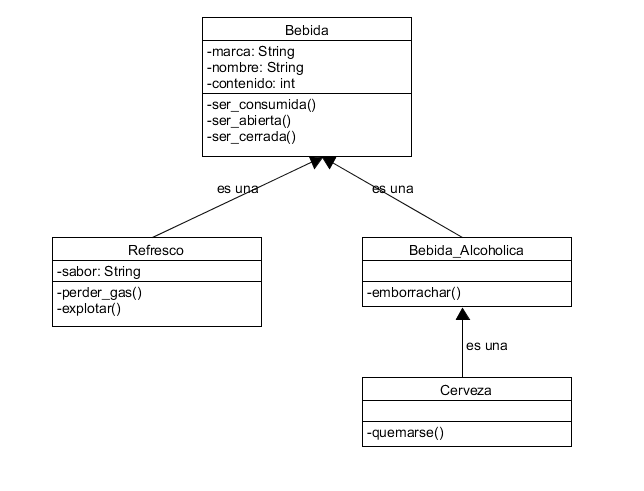 Bebida
-marca: String
-nombre: String
-contenido: int
-ser_consumida()
-ser_abierta()
-ser_cerrada()
es una
es una
Refresco
-sabor: String
-perder_gas()
-explotar()
Bebida_Alcoholica
-emborrachar()
es una
Cerveza
-quemarse()